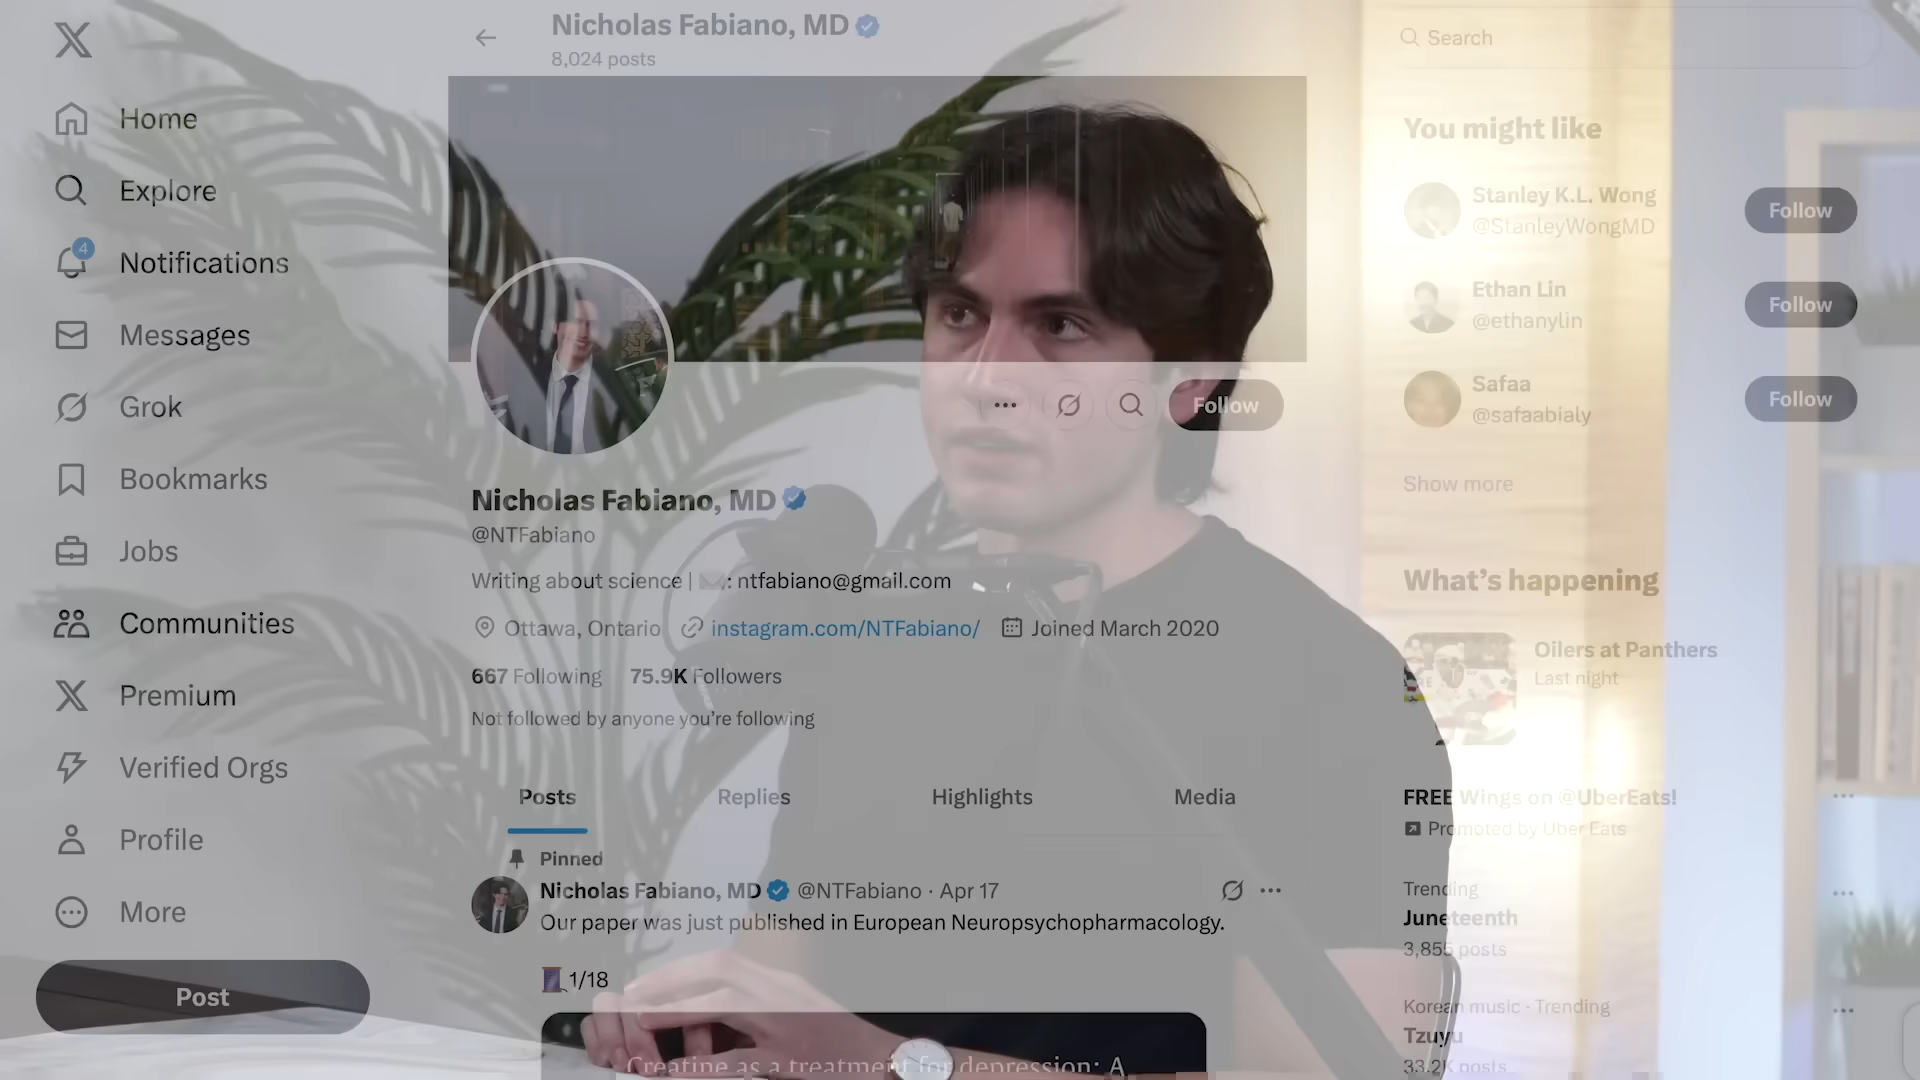 Home
Explore
4
Notifications
Messages
Grok
Bookmarks
Jobs
Communities
Premium
Verified Orgs
Profile
More
Post
Nicholas Fabiano, MD
8,024 posts
Follow
Nicholas Fabiano, MD
@NTFabiano
Writing about science | : ntfabiano@gmail.com
Ottawa, Ontario instagram.com/NTFabiano/ Joined March 2020
667 Following 75.9K Followers
Not followed by anyone you're following
Posts Replies Highlights Media
Pinned
Nicholas Fabiano, MD @NTFabiano · Apr 17
Our paper was just published in European Neuropsychopharmacology.
1/18
Creatine as a treatment for depression: A
Search
You might like
Stanley K.L. Wong
@StanleyWongMD
Follow
Ethan Lin
@ethanylin
Follow
Safaa
@safaabialy
Follow
Show more
What's happening
Oilers at Panthers
Last night
FREE Wings on @UberEats!
Promoted by Uber Eats
Trending
Juneteenth
3,855 posts
Korean music · Trending
Tzuyu
33.2K posts